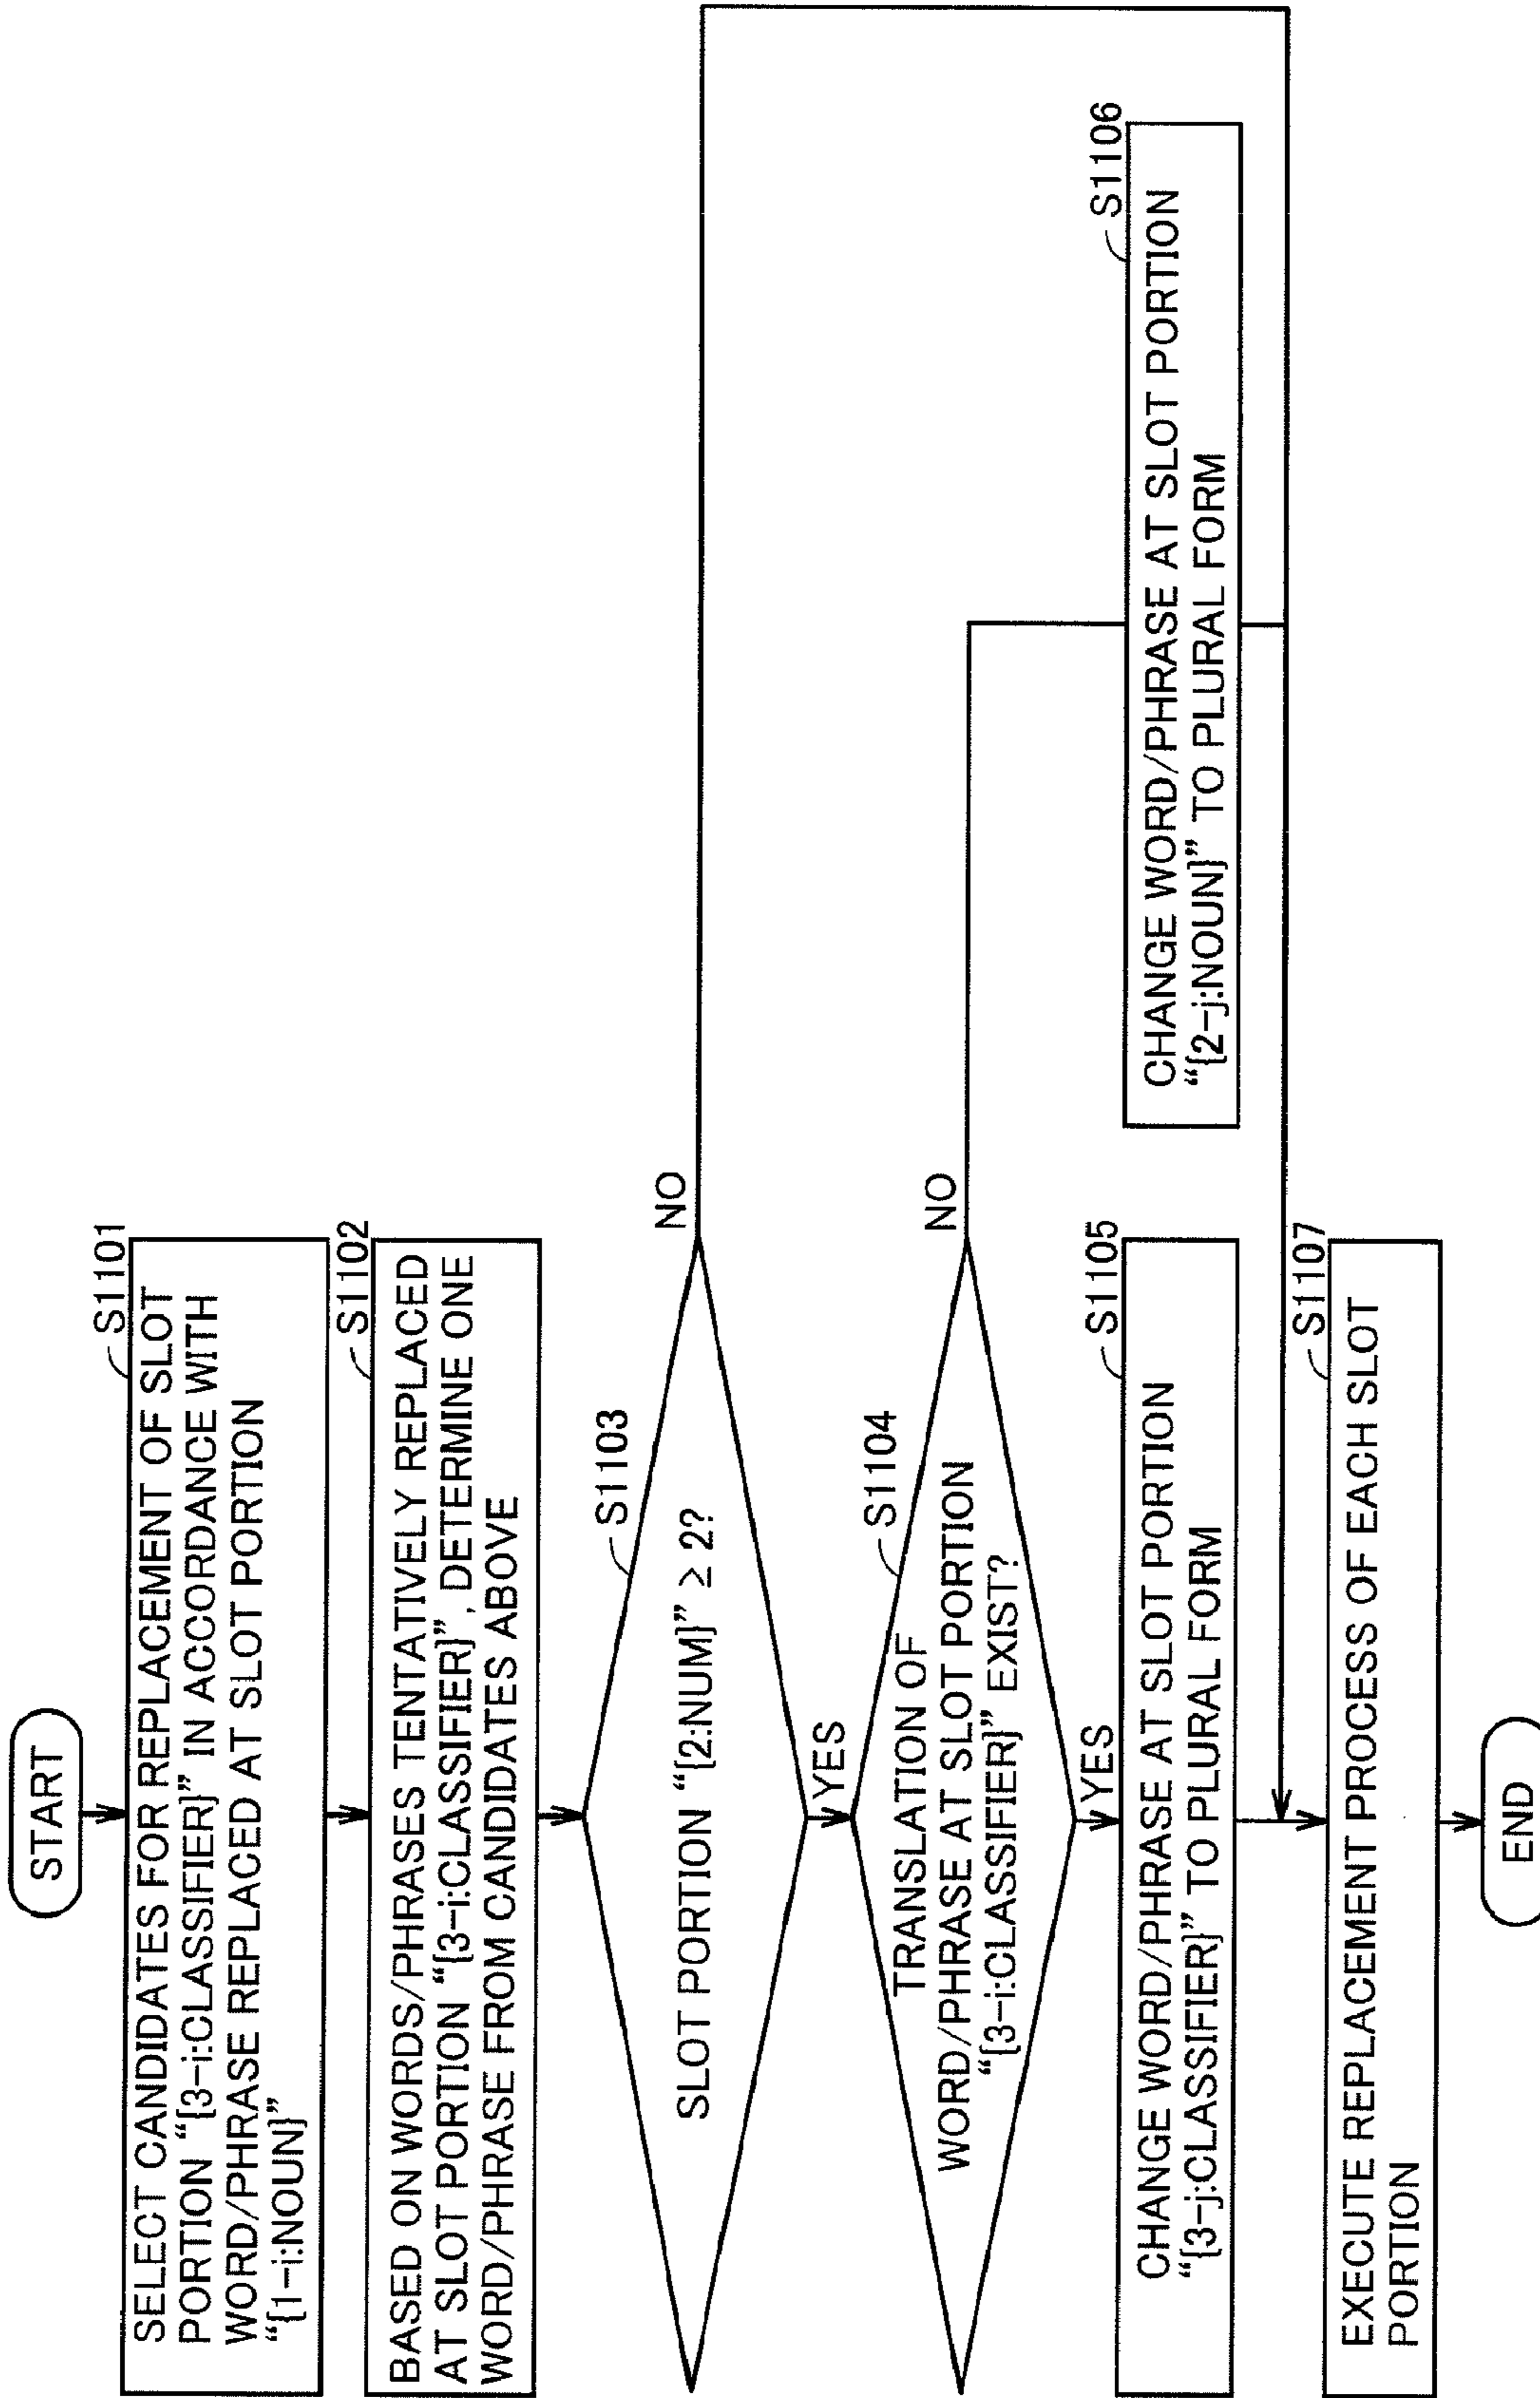 START
S1101
SELECT CANDIDATES FOR REPLACEMENT OF SLOT
PORTION “{3−i:CLASSIFIER}” IN ACCORDANCE WITH
WORD/PHRASE REPLACED AT SLOT PORTION
“{1−i:NOUN}”
S1102
BASED ON WORDS/PHRASES TENTATIVELY REPLACED
AT SLOT PORTION “{3−i:CLASSIFIER}”, DETERMINE ONE
WORD/PHRASE FROM CANDIDATES ABOVE
S1103
SLOT PORTION “{2:NUM}” ≥ 2?
NO
YES
S1104
TRANSLATION OF
WORD/PHRASE AT SLOT PORTION
“{3−i:CLASSIFIER}” EXIST?
NO
YES
S1105
CHANGE WORD/PHRASE AT SLOT PORTION
“{3−j:CLASSIFIER}” TO PLURAL FORM
S1106
CHANGE WORD/PHRASE AT SLOT PORTION
“{2−j:NOUN}” TO PLURAL FORM
S1107
EXECUTE REPLACEMENT PROCESS OF EACH SLOT
PORTION
END